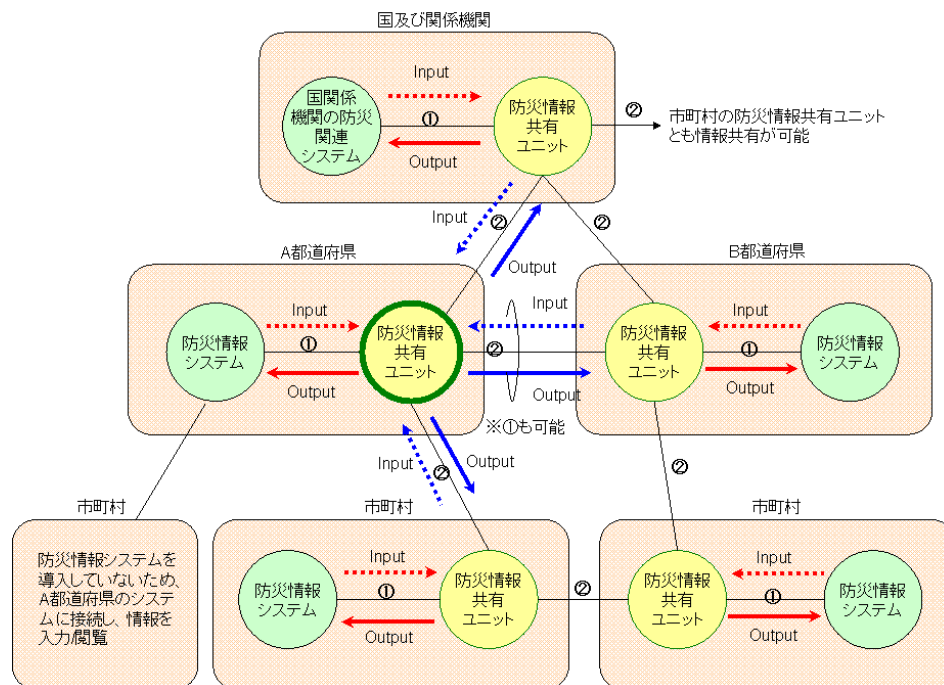 国及び関係機関
Input
国関係
機関の防災
関連
システム
①
防災情報
共有
ユニット
Output
②
市町村の防災情報共有ユニット
とも情報共有が可能
Input
②
②
Output
A都道府県
B都道府県
Input
防災情報
システム
①
防災情報
共有
ユニット
Output
Input
②
Output
※①も可能
防災情報
共有
ユニット
Input
①
Output
防災情報
システム
Input
②
Output
②
市町村
防災情報システムを
導入していないため、
A都道府県のシステ
ムに接続し、情報を
入力/閲覧
市町村
防災情報
システム
Input
①
Output
防災情報
共有
ユニット
②
市町村
防災情報
共有
ユニット
Input
①
Output
防災情報
システム